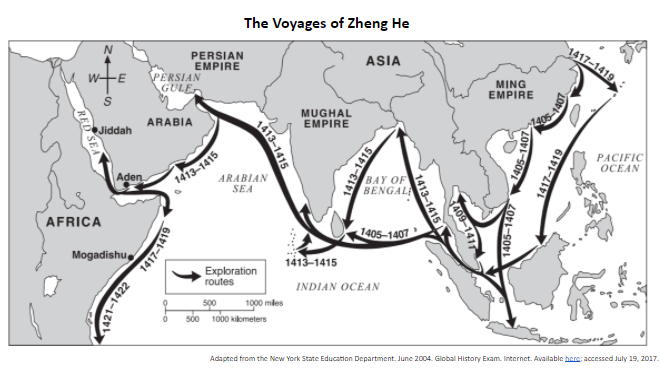 The Voyages of Zheng He
N
W
E
S
PERSIAN
EMPIRE
PERSIAN
GULF
ASIA
MING
EMPIRE
1417–1419
1405–1407
RED SEA
Jiddah
ARABIA
MUGHAL
EMPIRE
1413–1415
1413–1415
Aden
ARABIAN
SEA
1413–1415
BAY OF
BENGAL
1413–1415
1409–1411
1405–1407
1405–1407
1417–1419
PACIFIC
OCEAN
AFRICA
Mogadishu
1417–1419
1421–1422
1405–1407
1413–1415
INDIAN OCEAN
Exploration
routes
0 500 1000 miles
0 500 1000 kilometers
Adapted from the New York State Education Department. June 2004. Global History Exam. Internet. Available here; accessed July 19, 2017.